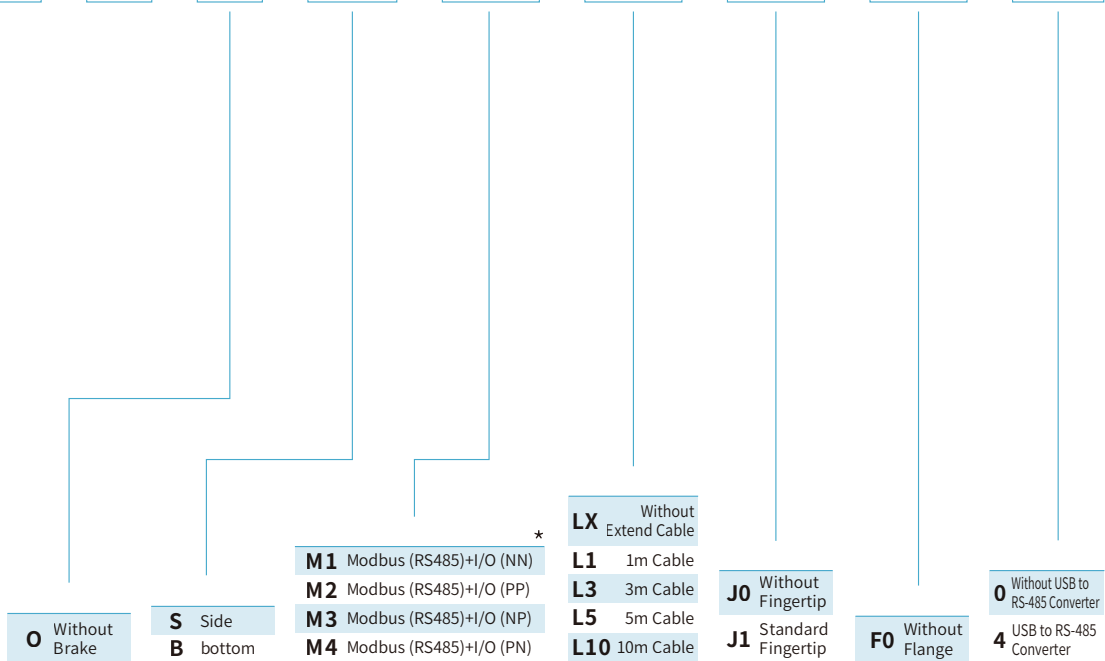 O Without
Brake
S Side
B bottom
*
M1 Modbus (RS485)+I/O (NN)
M2 Modbus (RS485)+I/O (PP)
M3 Modbus (RS485)+I/O (NP)
M4 Modbus (RS485)+I/O (PN)
LX Without
Extend Cable
L1 1m Cable
L3 3m Cable
L5 5m Cable
L10 10m Cable
J0 Without
Fingertip
J1 Standard
Fingertip
F0 Without
Flange
0 Without USB to
RS-485 Converter
4 USB to RS-485
Converter